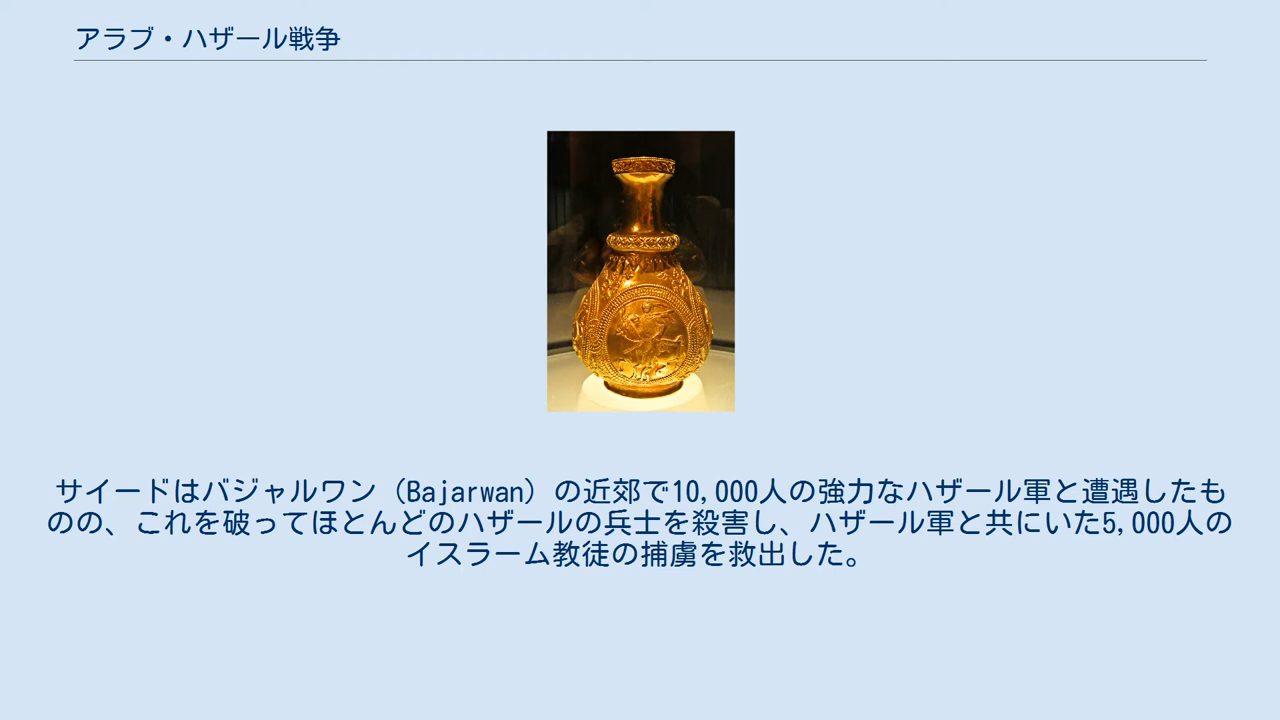 アラブ・ハザール戦争
サイードはバジャルワン（Bajarwan）の近郊で10,000人の強力なハザール軍と遭遇したも
のの、これを破ってほとんどのハザールの兵士を殺害し、ハザール軍と共にいた5,000人の
イスラーム教徒の捕虜を救出した。